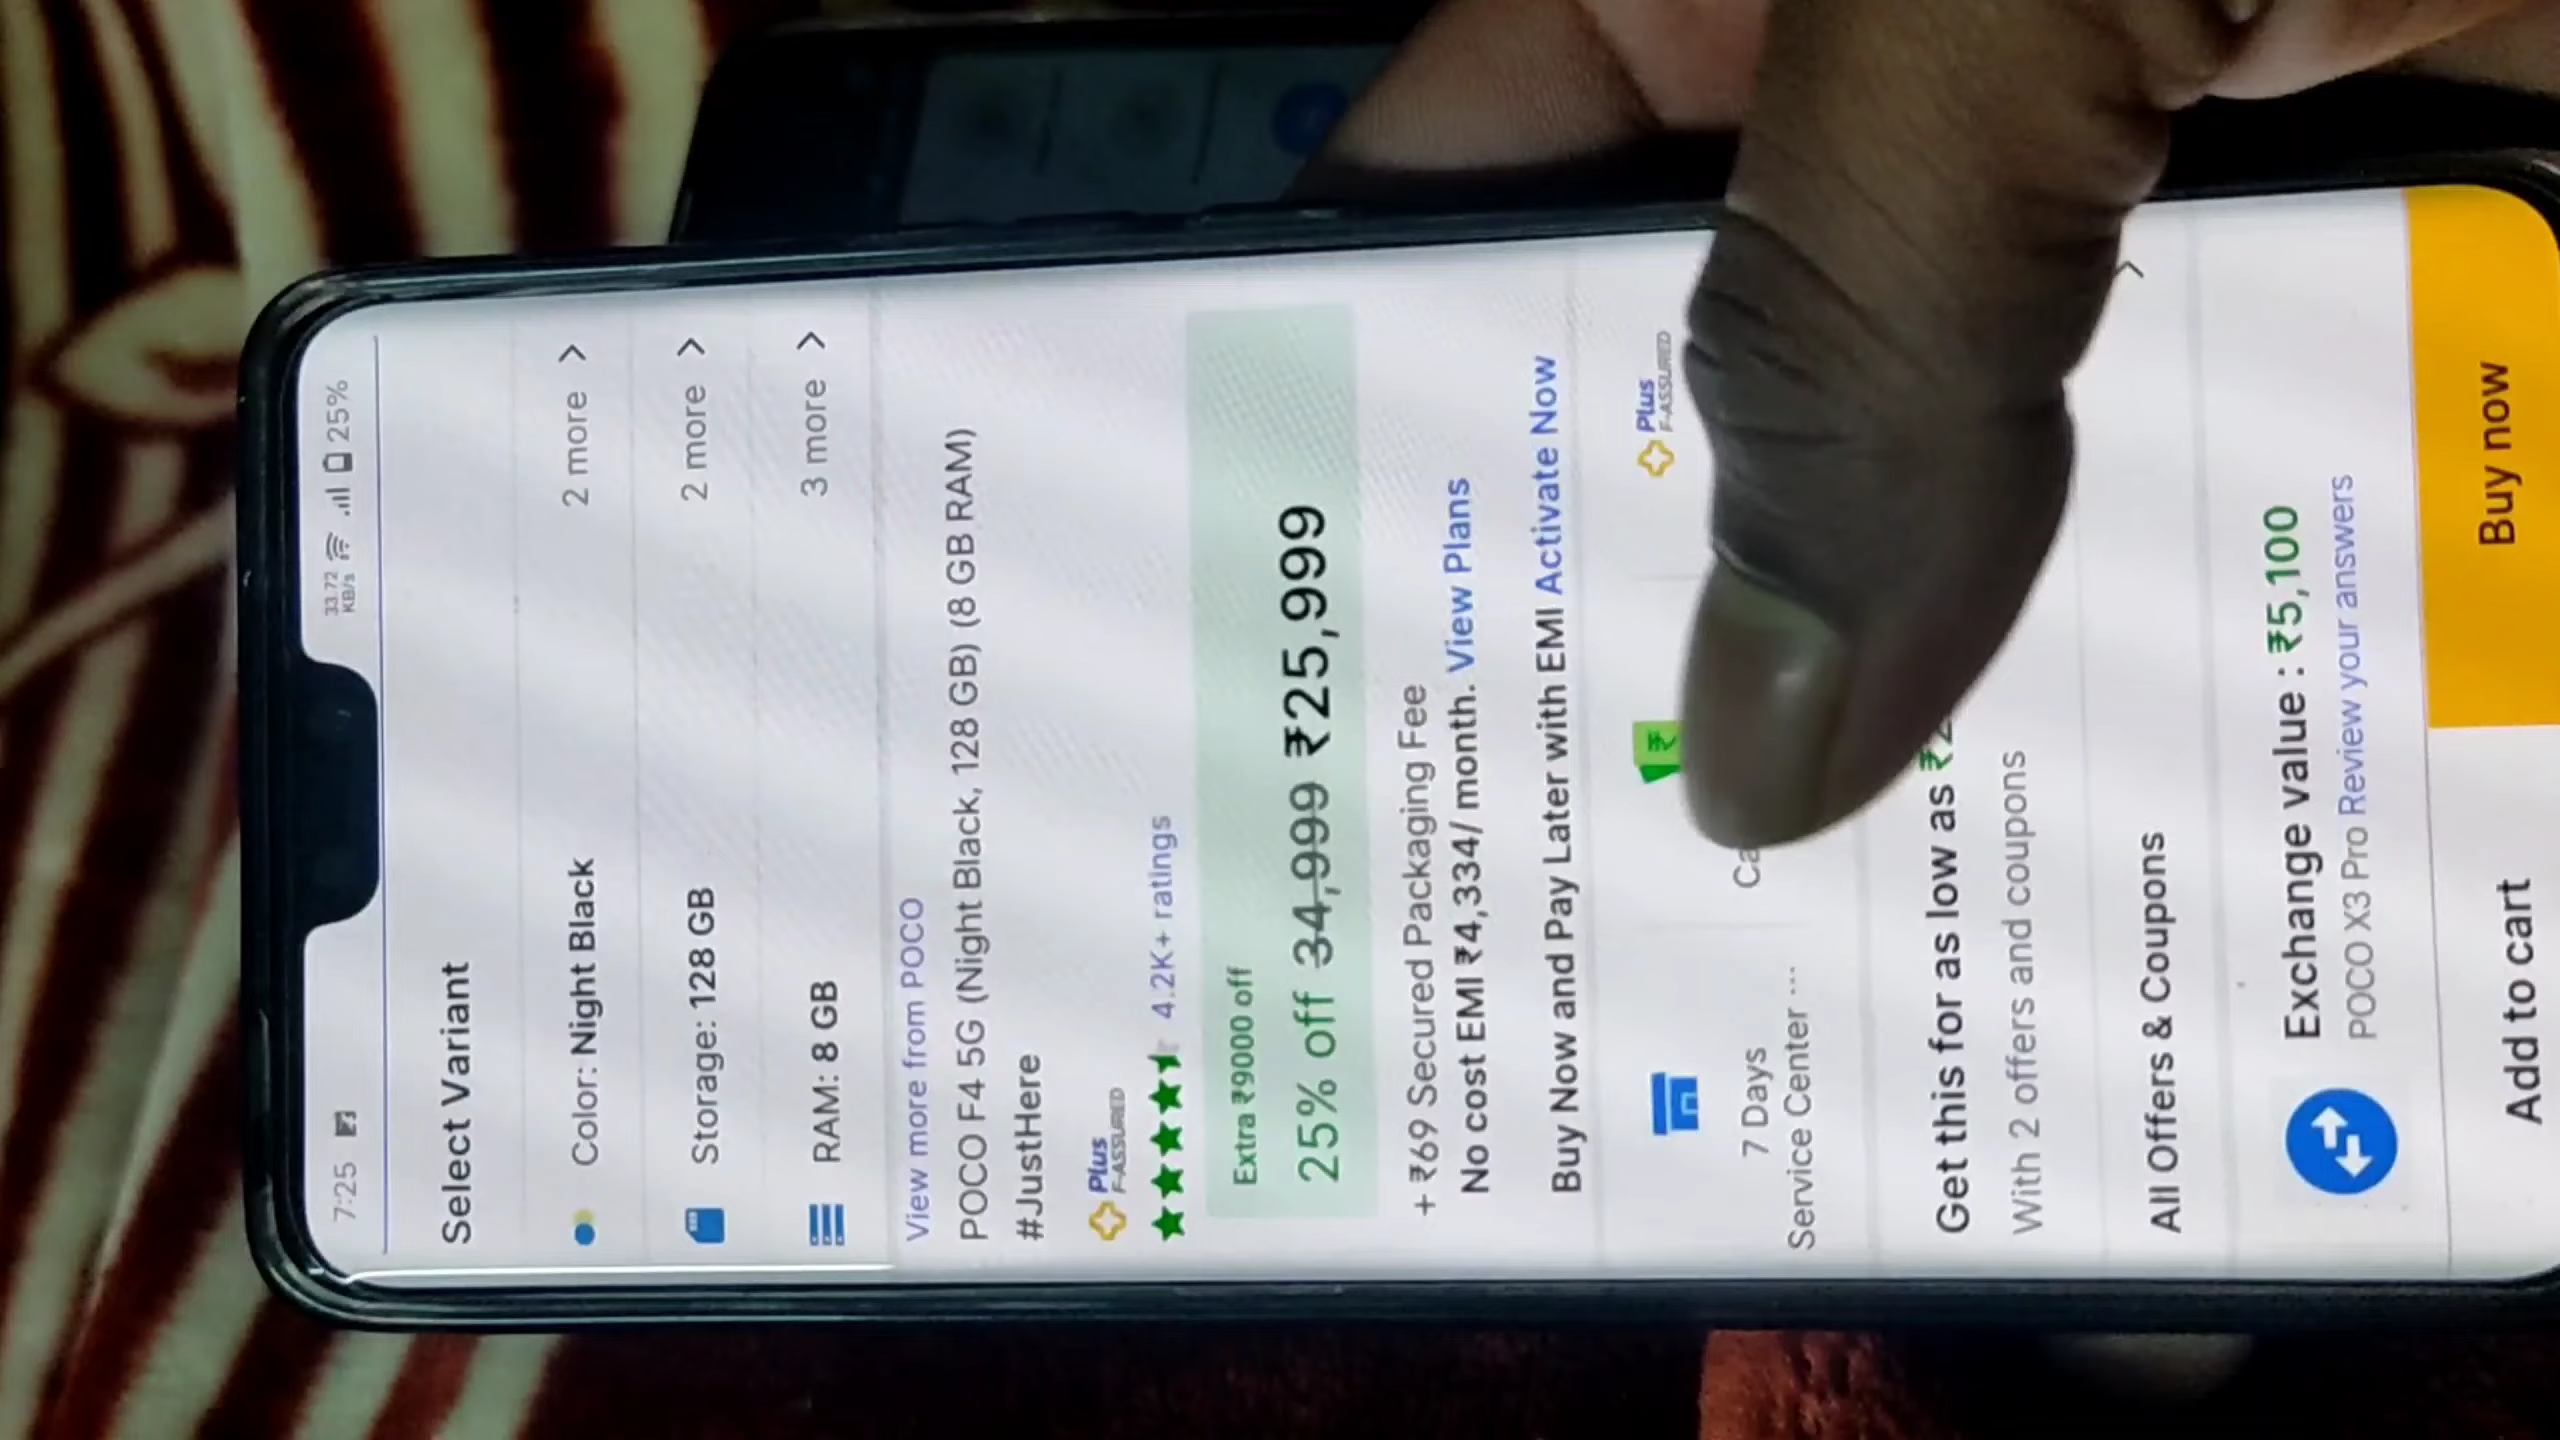 7:25 33.72 KB/s 25%
Select Variant
Color: Night Black 2 more >
Storage: 128 GB 2 more >
RAM: 8 GB 3 more >
View more from POCO
POCO F4 5G (Night Black, 128 GB) (8 GB RAM)
#JustHere
Plus F-ASSURED
4.2K+ ratings
Extra ₹9000 off
25% off 34,999 ₹25,999
+ ₹69 Secured Packaging Fee
No cost EMI ₹4,334/ month. View Plans
Buy Now and Pay Later with EMI Activate Now
Plus F-ASSURED
7 Days
Service Center ...
Get this for as low as
With 2 offers and coupons
All Offers & Coupons >
Exchange value : ₹5,100
POCO X3 Pro Review your answers
Add to cart Buy now